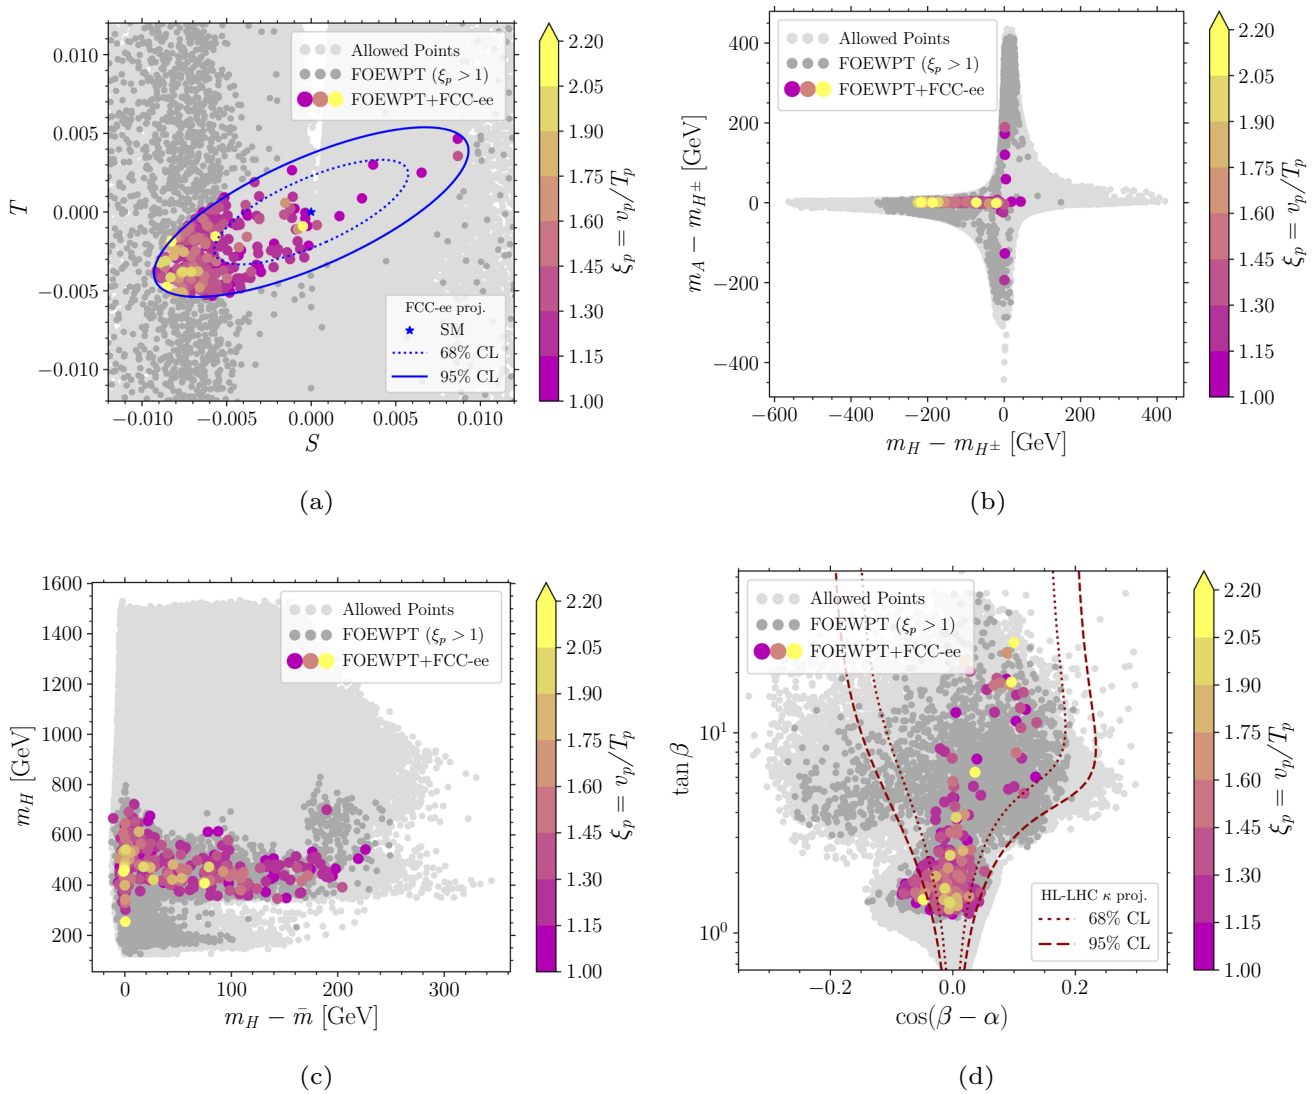 Allowed Points
FOEWPT (ξₚ > 1)
FOEWPT+FCC-ee
FCC-ee proj.
SM
68% CL
95% CL
0.010
0.005
0.000
−0.005
−0.010
T
−0.010 −0.005 0.000 0.005 0.010
S
2.20
2.05
1.90
1.75
1.60
1.45
1.30
1.15
1.00
ξₚ = vₚ/Tₚ
(a)
Allowed Points
FOEWPT (ξₚ > 1)
FOEWPT+FCC-ee
400
200
0
−200
−400
m_A − m_{H^±} [GeV]
−600 −400 −200 0 200 400
m_H − m_{H^±} [GeV]
2.20
2.05
1.90
1.75
1.60
1.45
1.30
1.15
1.00
ξₚ = vₚ/Tₚ
(b)
Allowed Points
FOEWPT (ξₚ > 1)
FOEWPT+FCC-ee
1600
1400
1200
1000
800
600
400
200
m_H [GeV]
0 100 200 300
m_H − m̄ [GeV]
2.20
2.05
1.90
1.75
1.60
1.45
1.30
1.15
1.00
ξₚ = vₚ/Tₚ
(c)
Allowed Points
FOEWPT (ξₚ > 1)
FOEWPT+FCC-ee
HL-LHC κ proj.
68% CL
95% CL
10¹
10⁰
tan β
−0.2 0.0 0.2
cos(β − α)
2.20
2.05
1.90
1.75
1.60
1.45
1.30
1.15
1.00
ξₚ = vₚ/Tₚ
(d)